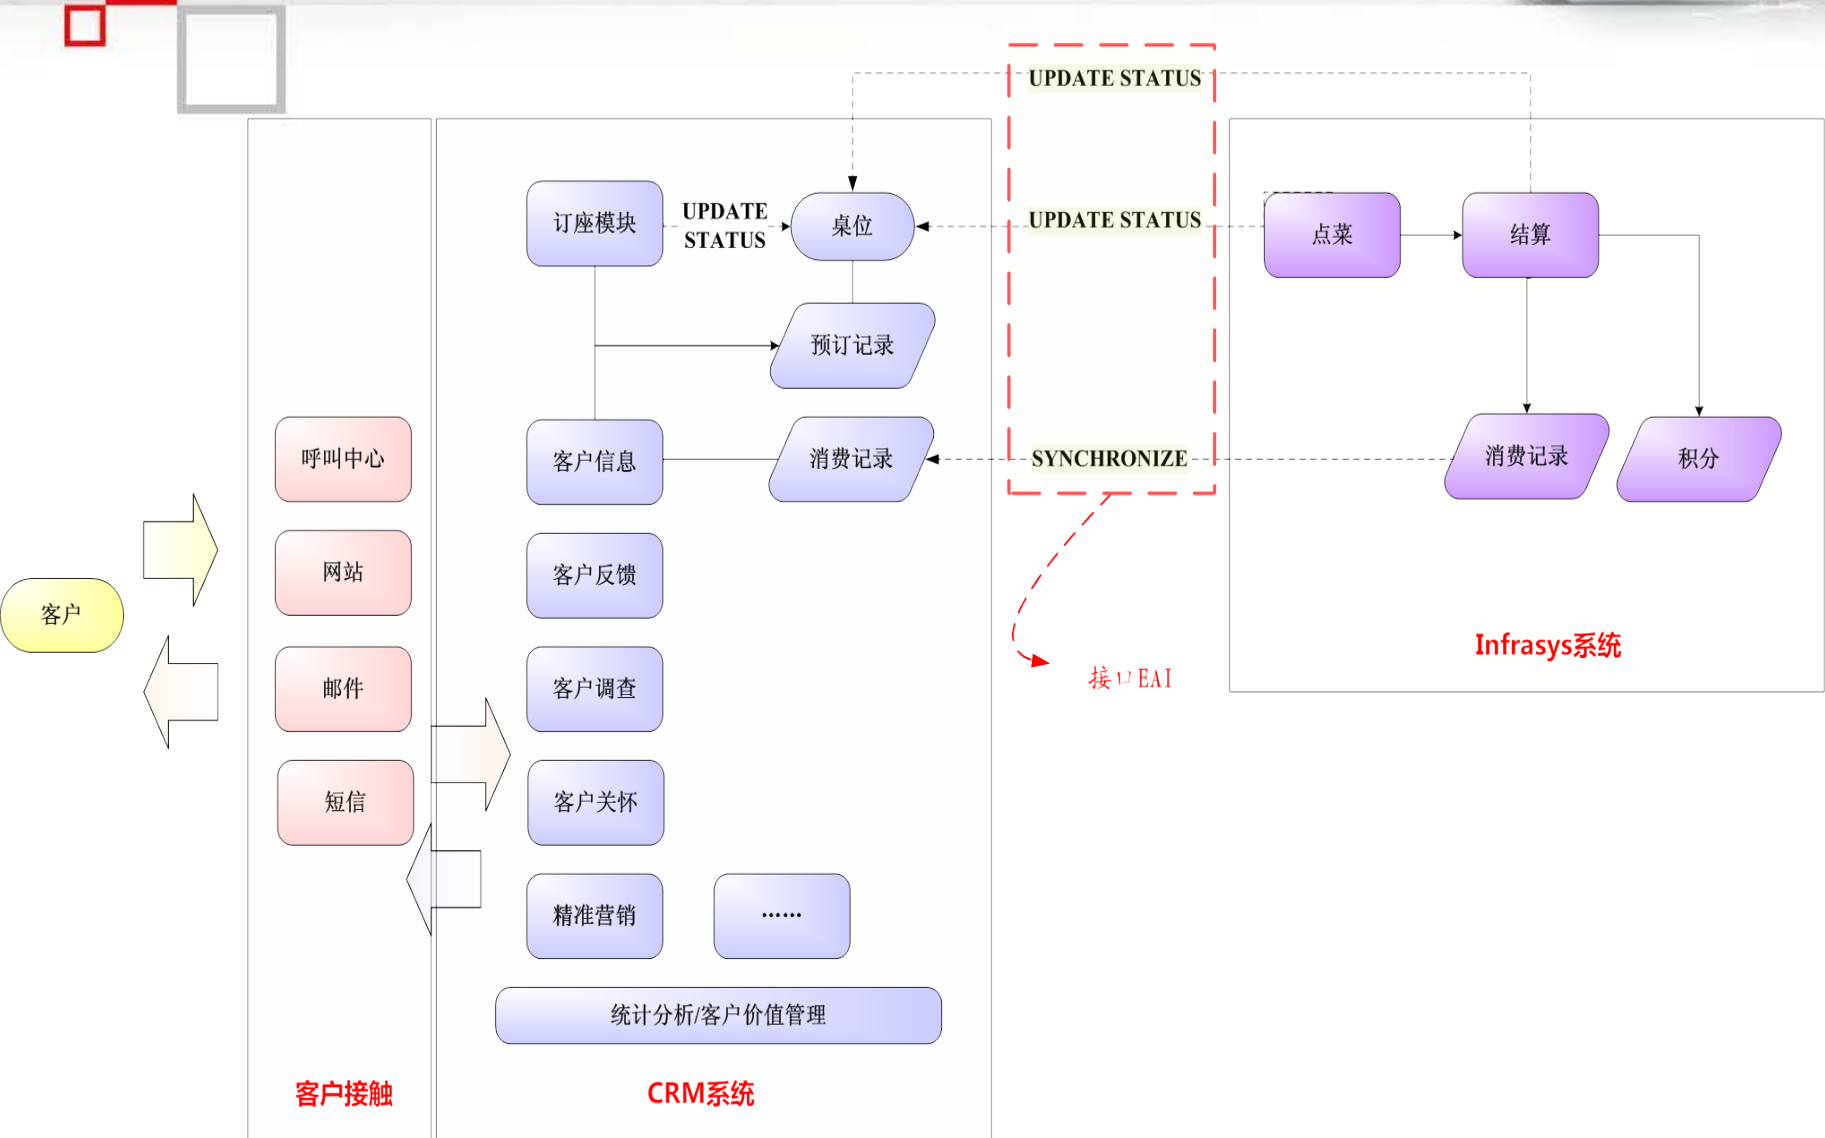 UPDATE STATUS
订座模块
UPDATE
STATUS
桌位
UPDATE STATUS
点菜
结算
预订记录
呼叫中心
客户信息
消费记录
SYNCHRONIZE
消费记录
积分
网站
客户反馈
客户
邮件
客户调查
接口EAI
Infrasys系统
短信
客户关怀
精准营销
……
统计分析/客户价值管理
客户接触
CRM系统